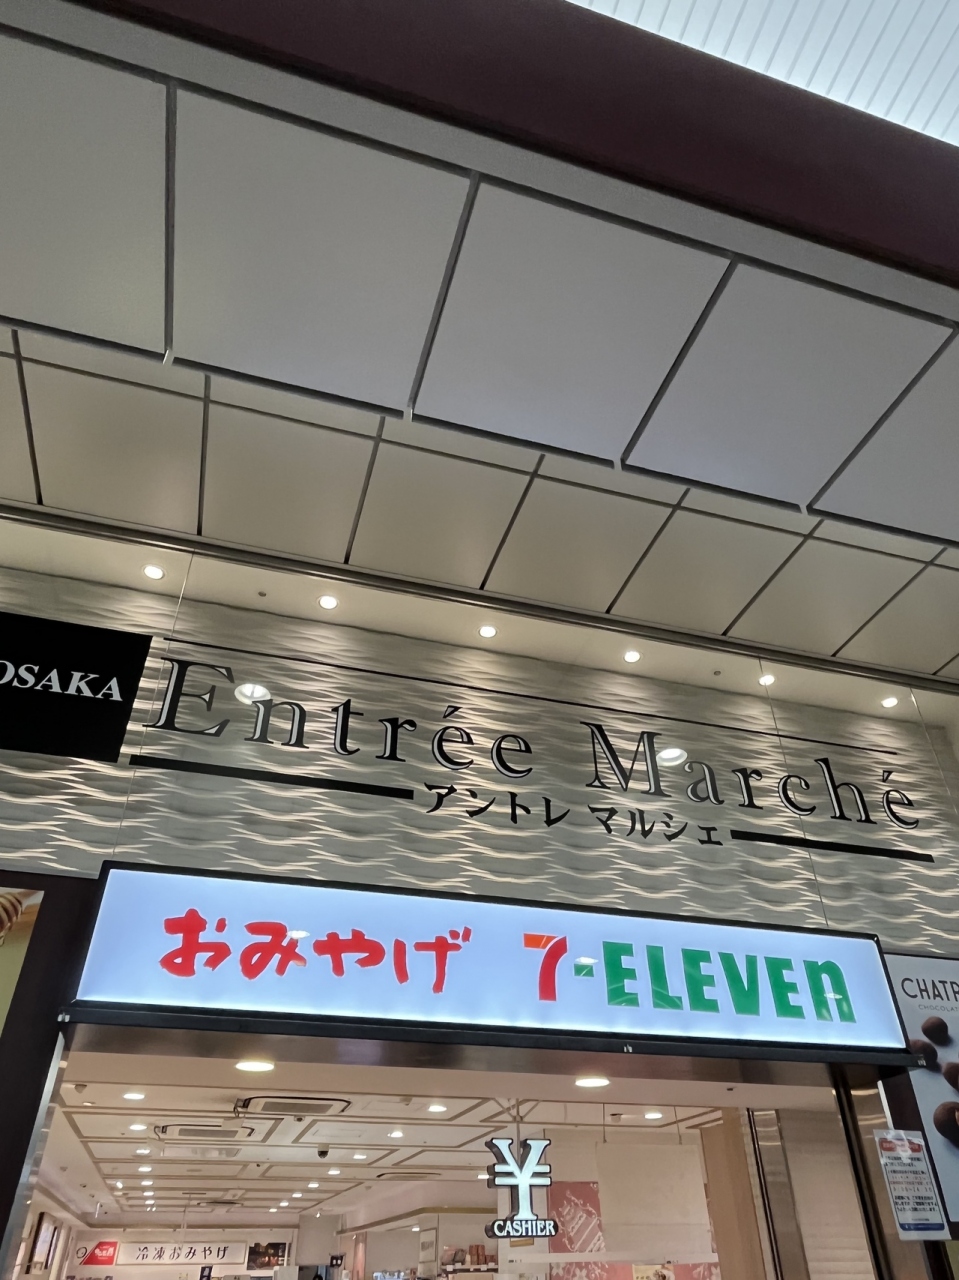 OSAKA
Entrée Marché
アントレ マルシェ
おみやげ 7-ELEVEn
CHATR
CHOCOLAT
¥
CASHIER
冷凍おみやげ